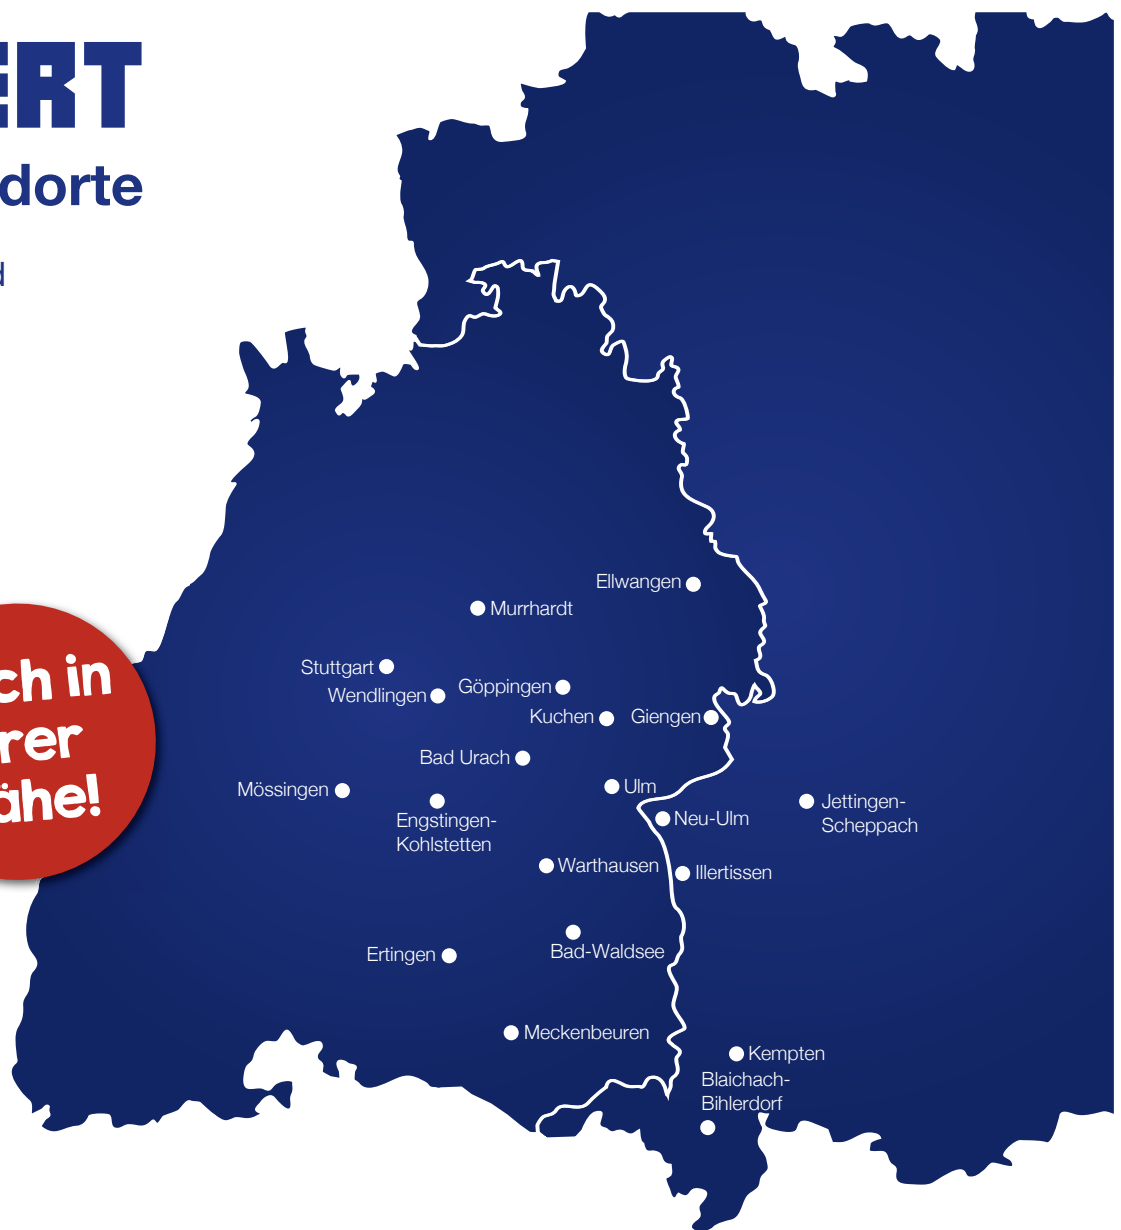 ERT
dorte
d
Ellwangen
Murrhardt
Stuttgart
Wendlingen
Göppingen
Kuchen
Giengen
ch in
rer
ähe!
Bad Urach
Mössingen
Ulm
Engstingen-
Kohlstetten
Neu-Ulm
Jettingen-
Scheppach
Warthausen
Illertissen
Ertingen
Bad-Waldsee
Meckenbeuren
Kempten
Blaichach-
Bihlerdorf